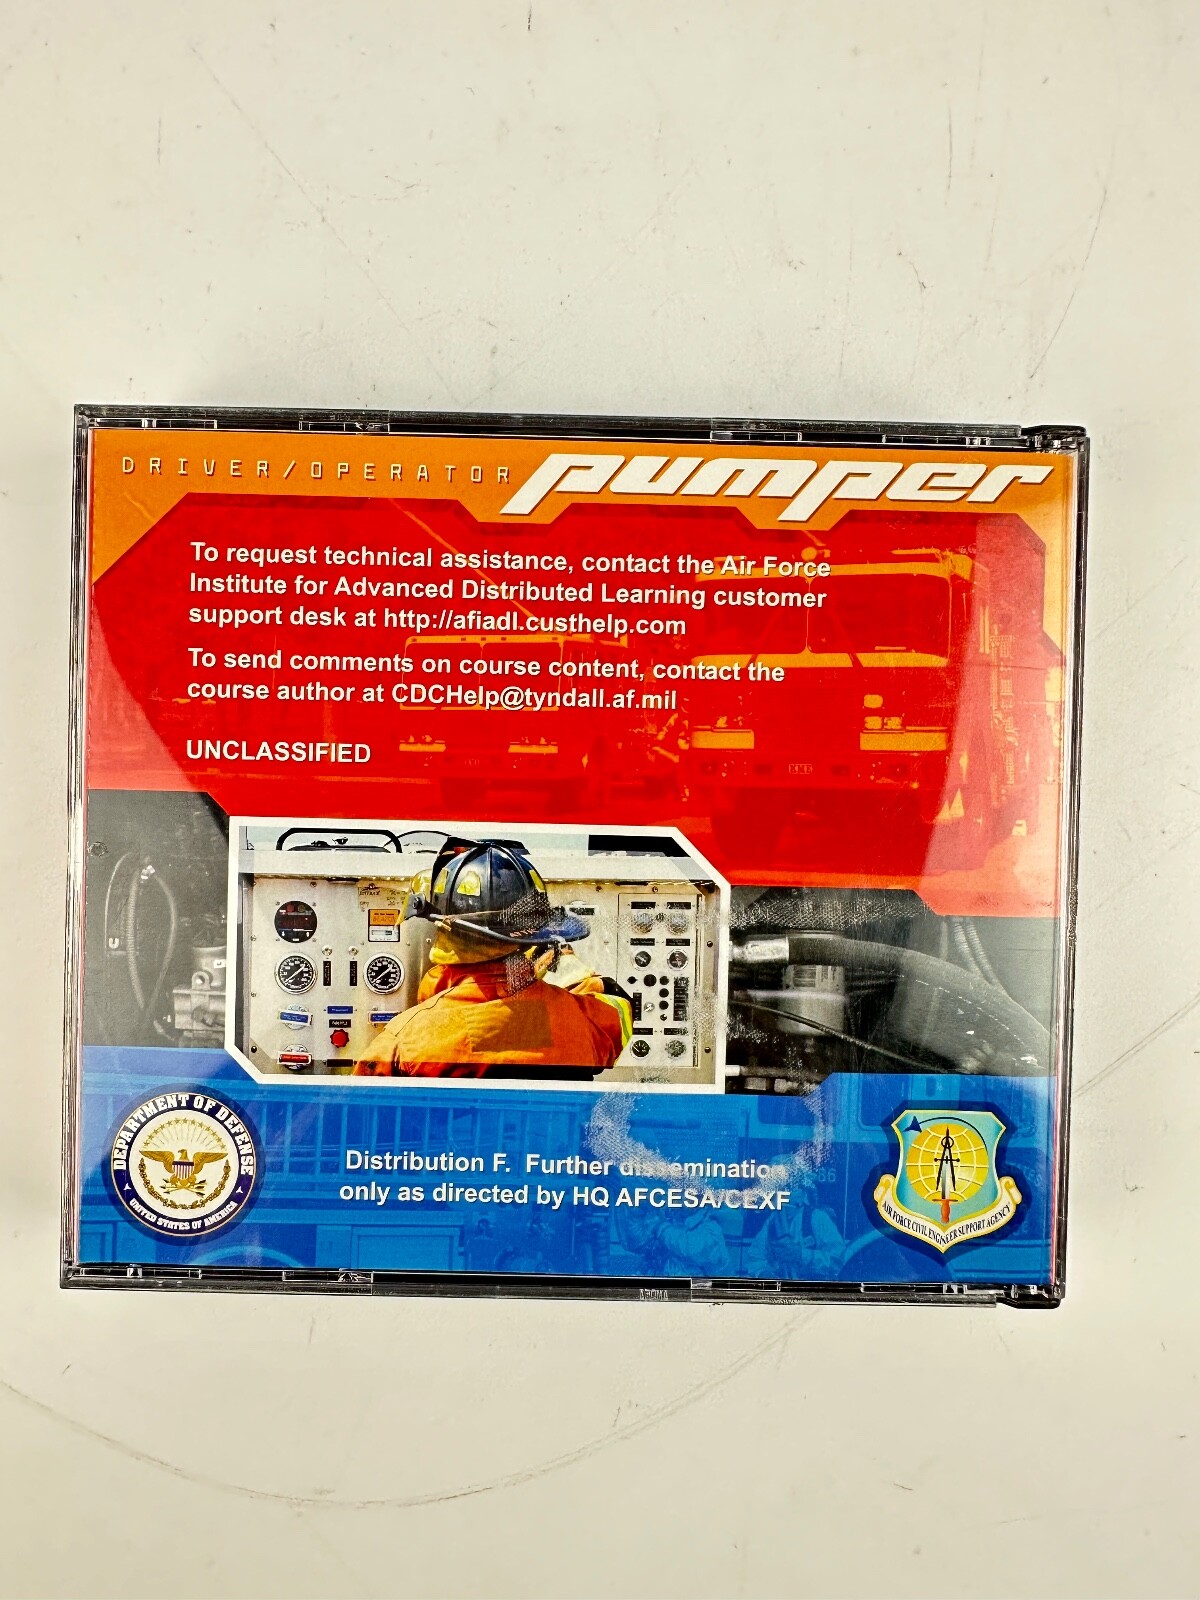 DRIVER/OPERATOR pumper
To request technical assistance, contact the Air Force
Institute for Advanced Distributed Learning customer
support desk at http://afiadl.custhelp.com
To send comments on course content, contact the
course author at CDCHelp@tyndall.af.mil
UNCLASSIFIED
DEPARTMENT OF DEFENSE
UNITED STATES OF AMERICA
Distribution F. Further dissemination
only as directed by HQ AFCESA/CEXF
AIR FORCE CIVIL ENGINEER SUPPORT AGENCY